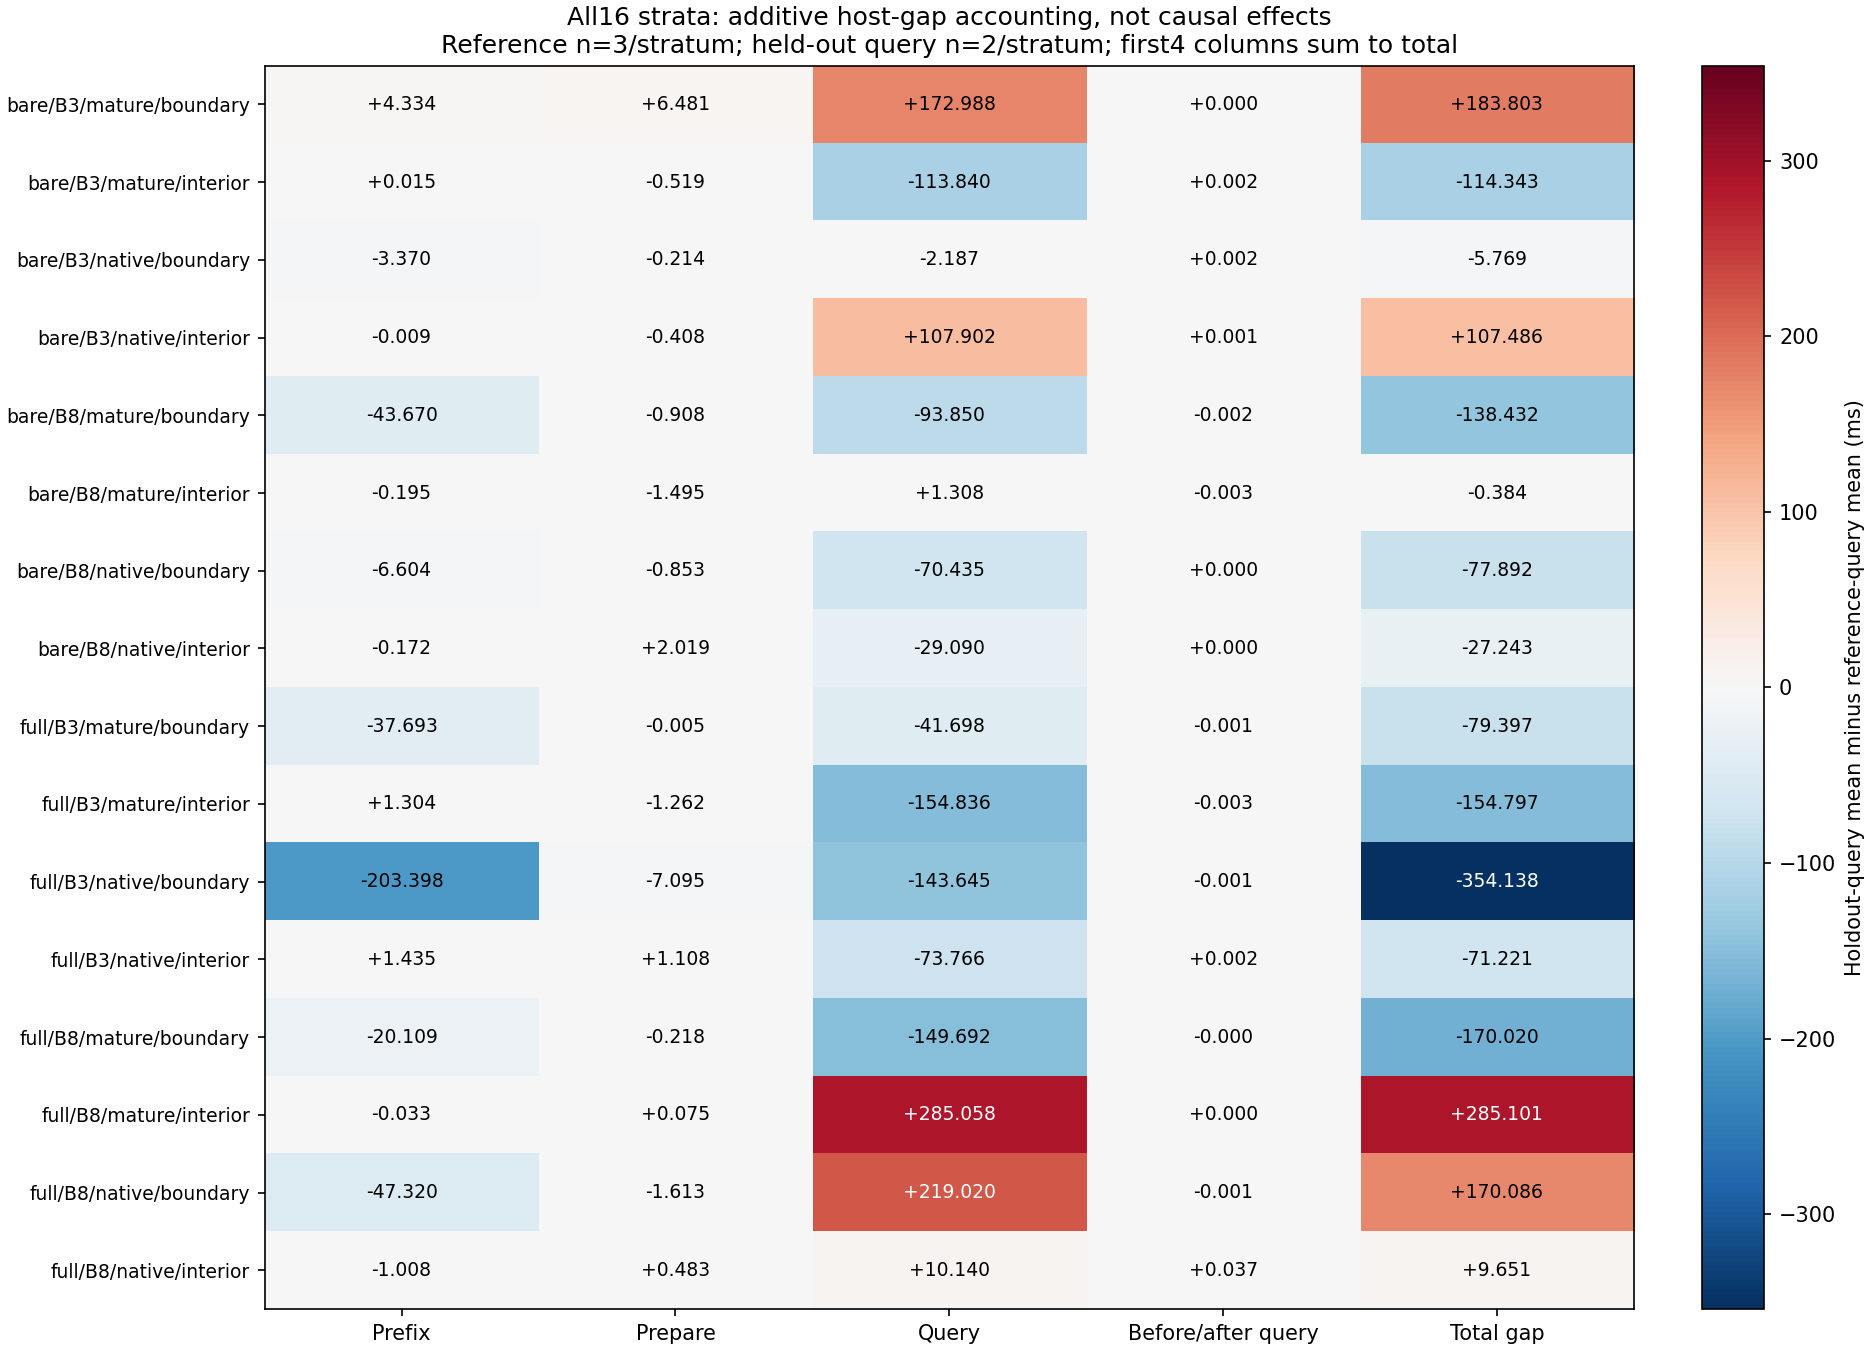 All16 strata: additive host-gap accounting, not causal effects
Reference n=3/stratum; held-out query n=2/stratum; first4 columns sum to total
bare/B3/mature/boundary +4.334 +6.481 +172.988 +0.000 +183.803
bare/B3/mature/interior +0.015 -0.519 -113.840 +0.002 -114.343
bare/B3/native/boundary -3.370 -0.214 -2.187 +0.002 -5.769
bare/B3/native/interior -0.009 -0.408 +107.902 +0.001 +107.486
bare/B8/mature/boundary -43.670 -0.908 -93.850 -0.002 -138.432
bare/B8/mature/interior -0.195 -1.495 +1.308 -0.003 -0.384
bare/B8/native/boundary -6.604 -0.853 -70.435 +0.000 -77.892
bare/B8/native/interior -0.172 +2.019 -29.090 +0.000 -27.243
full/B3/mature/boundary -37.693 -0.005 -41.698 -0.001 -79.397
full/B3/mature/interior +1.304 -1.262 -154.836 -0.003 -154.797
full/B3/native/boundary -203.398 -7.095 -143.645 -0.001 -354.138
full/B3/native/interior +1.435 +1.108 -73.766 +0.002 -71.221
full/B8/mature/boundary -20.109 -0.218 -149.692 -0.000 -170.020
full/B8/mature/interior -0.033 +0.075 +285.058 +0.000 +285.101
full/B8/native/boundary -47.320 -1.613 +219.020 -0.001 +170.086
full/B8/native/interior -1.008 +0.483 +10.140 +0.037 +9.651
Prefix Prepare Query Before/after query Total gap
300
200
100
0
−100
−200
−300
Holdout-query mean minus reference-query mean (ms)